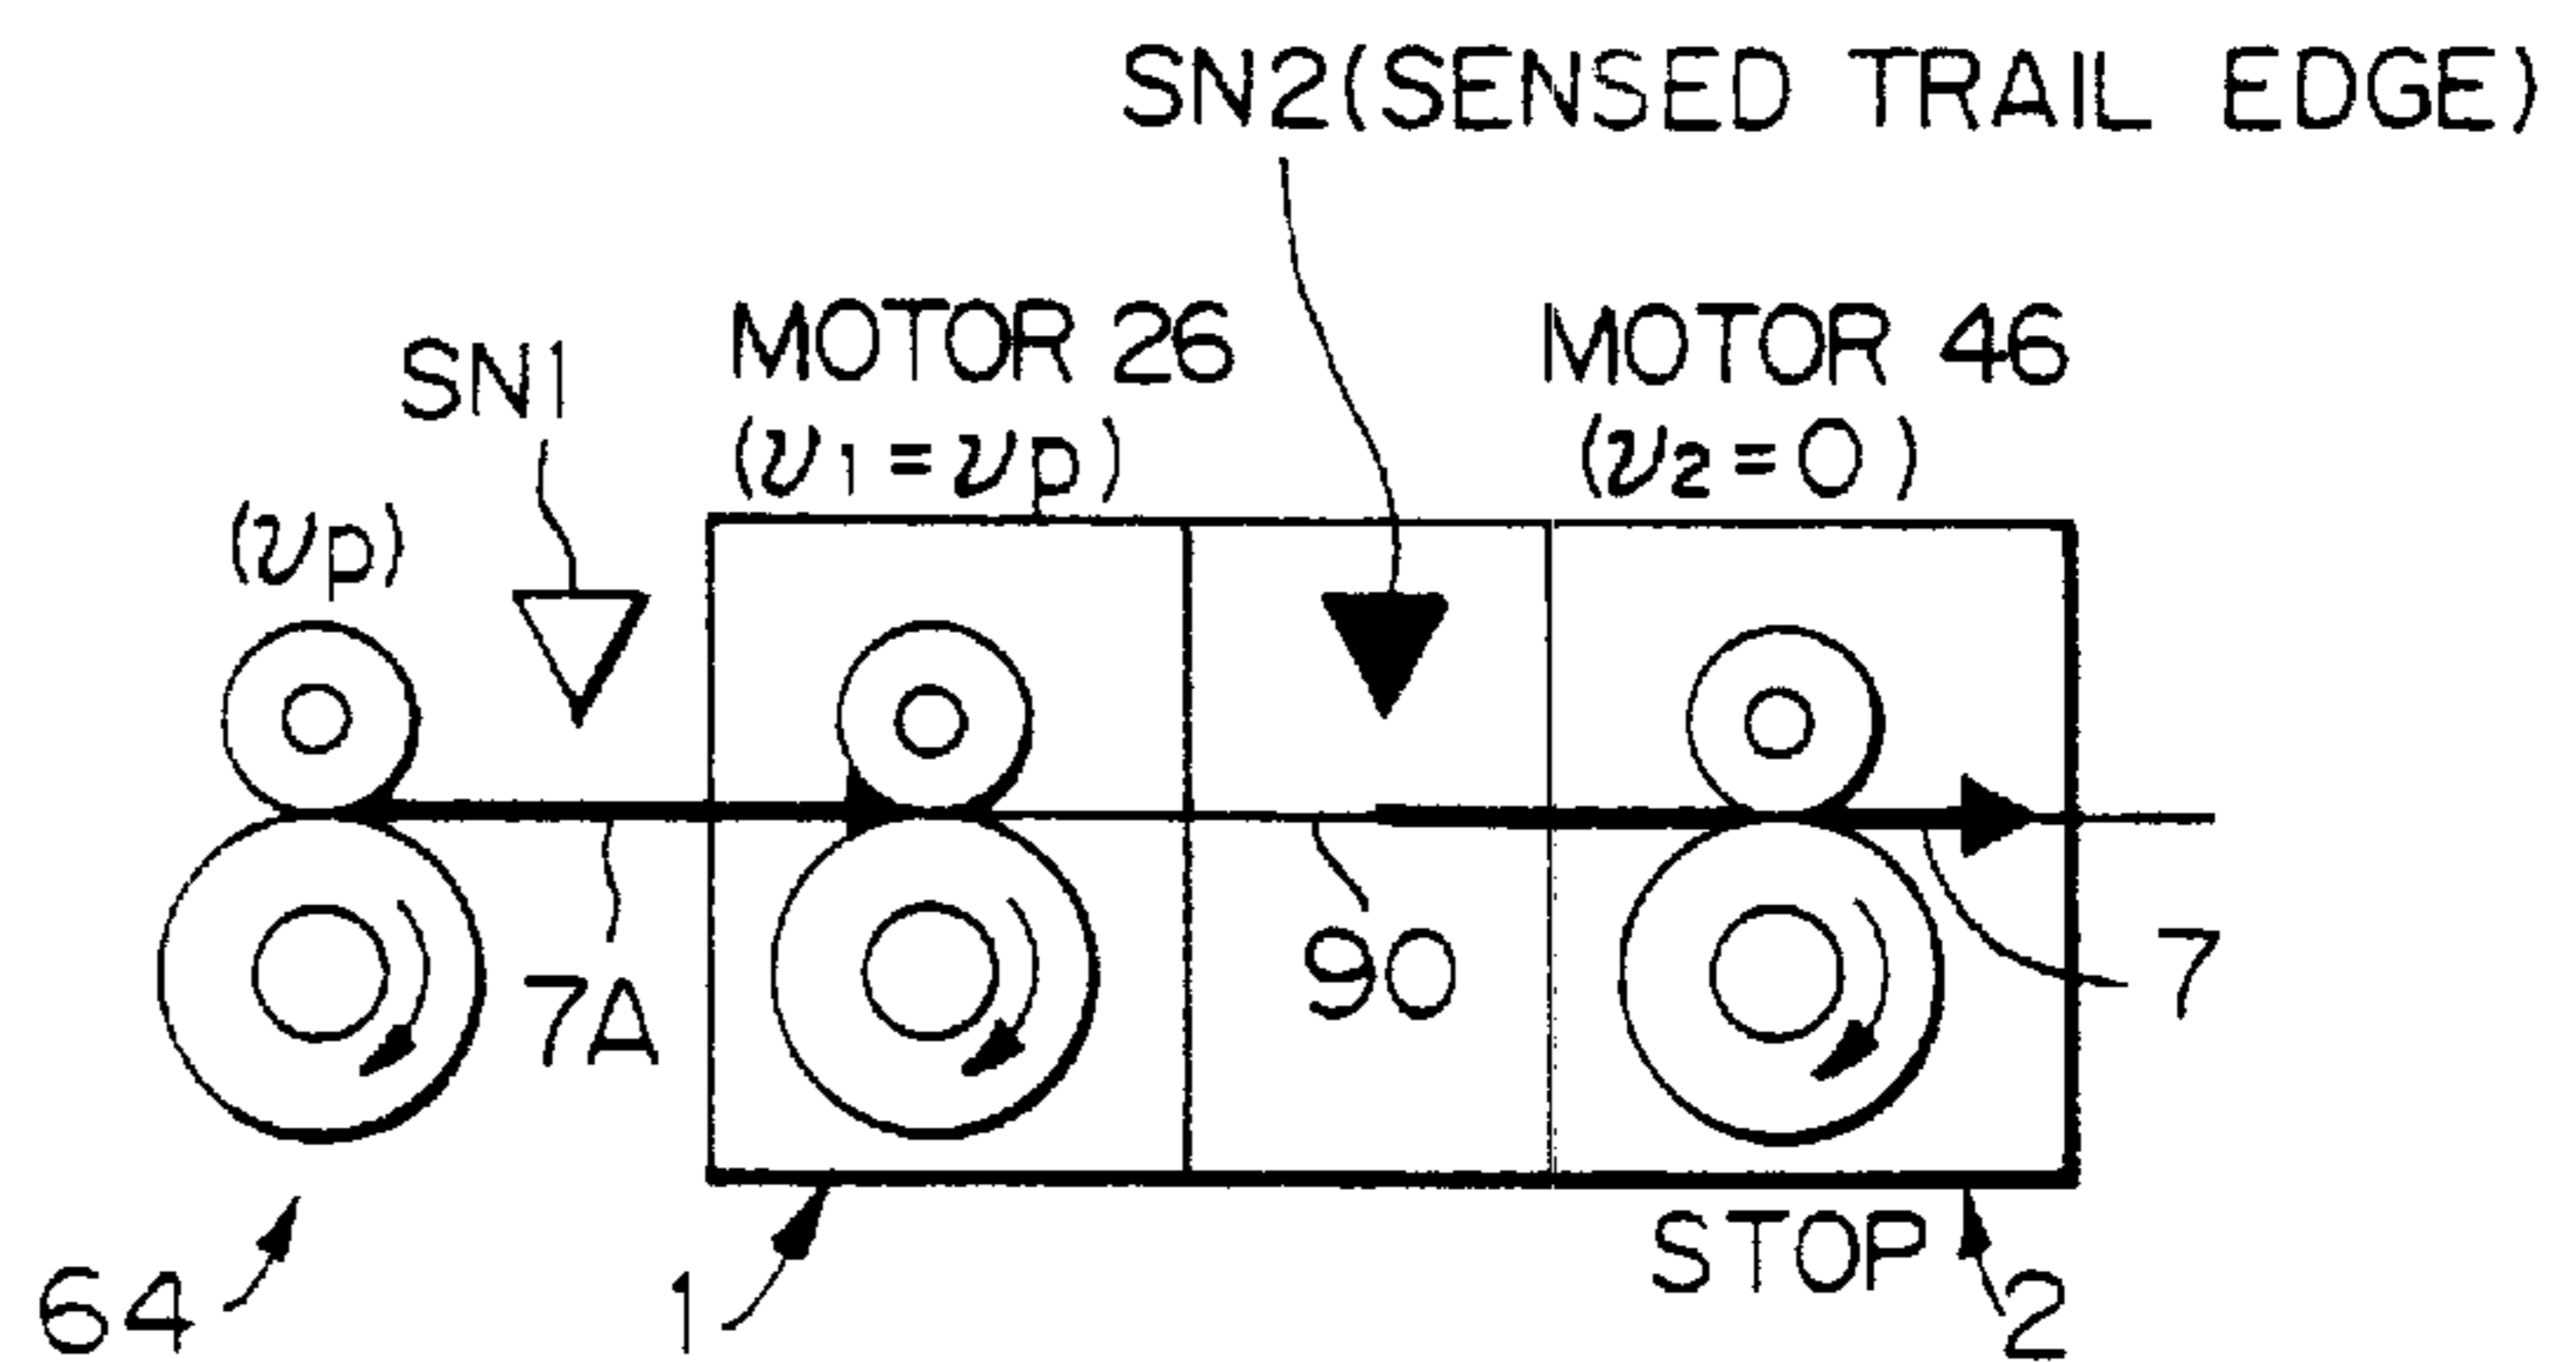 SN2(SENSED TRAIL EDGE)
MOTOR 26
MOTOR 46
SN1
(v1=vp)
(v2=0)
(vp)
7A
90
7
STOP
64
1
2